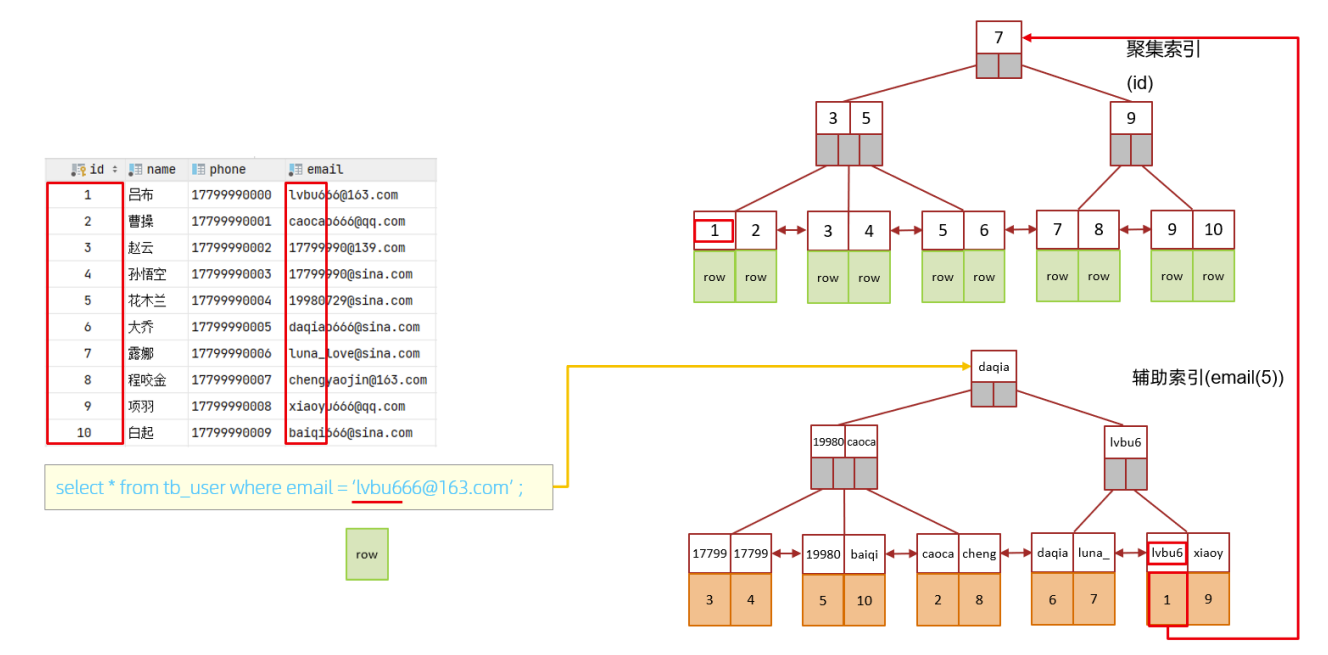 id name phone email
1 吕布 17799990000 lvbu666@163.com
2 曹操 17799990001 caocao666@qq.com
3 赵云 17799990002 17799990@139.com
4 孙悟空 17799990003 17799990@sina.com
5 花木兰 17799990004 19980729@sina.com
6 大乔 17799990005 daqiao666@sina.com
7 露娜 17799990006 luna_love@sina.com
8 程咬金 17799990007 chengyaojin@163.com
9 项羽 17799990008 xiaoyu666@qq.com
10 白起 17799990009 baiqi666@sina.com
select * from tb_user where email = 'lvbu666@163.com' ;
row
7
聚集索引
(id)
3 5 9
1 2 3 4 5 6 7 8 9 10
row row row row row row row row row row
daqia
辅助索引(email(5))
19980 caoca lvbu6
17799 17799 19980 baiqi caoca cheng daqia luna_ lvbu6 xiaoy
3 4 5 10 2 8 6 7 1 9